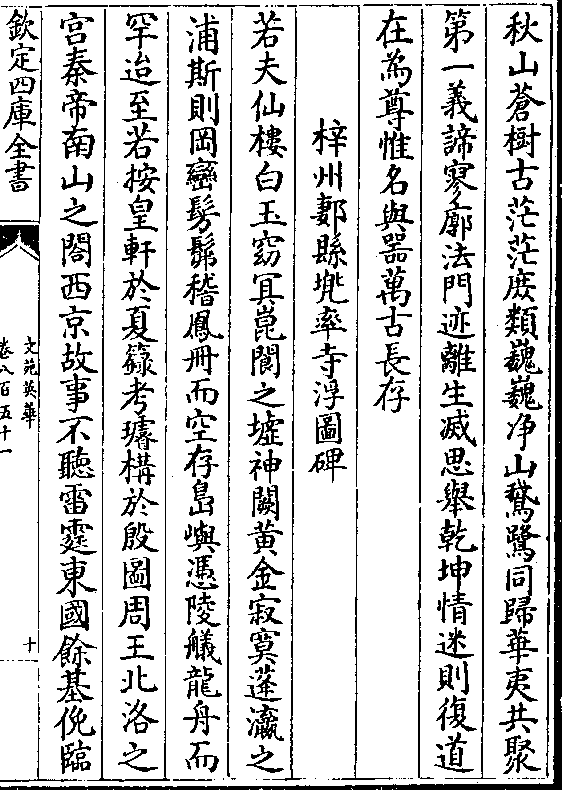 秋山蒼樹古茫茫庶類巍巍净山鵞鷺同歸華夷共聚
第一義諦寥廓法門迹離生滅思舉乾坤情迷則復道
在為尊惟名與器萬古長存
梓州郪縣兜率寺浮圖碑
若夫仙樓白玉窈冥崑閬之墟神闕黄金寂寞蓬瀛之
浦斯則岡巒髣髴稽鳳冊而空存島嶼憑陵艤龍舟而
罕迨至若按皇軒於夏籙考璿構於殷圖周王北洛之
宮秦帝南山之閣西京故事不聽雷霆東國餘基俛臨
欽定四庫全書
文苑英華
卷八百五十一
十